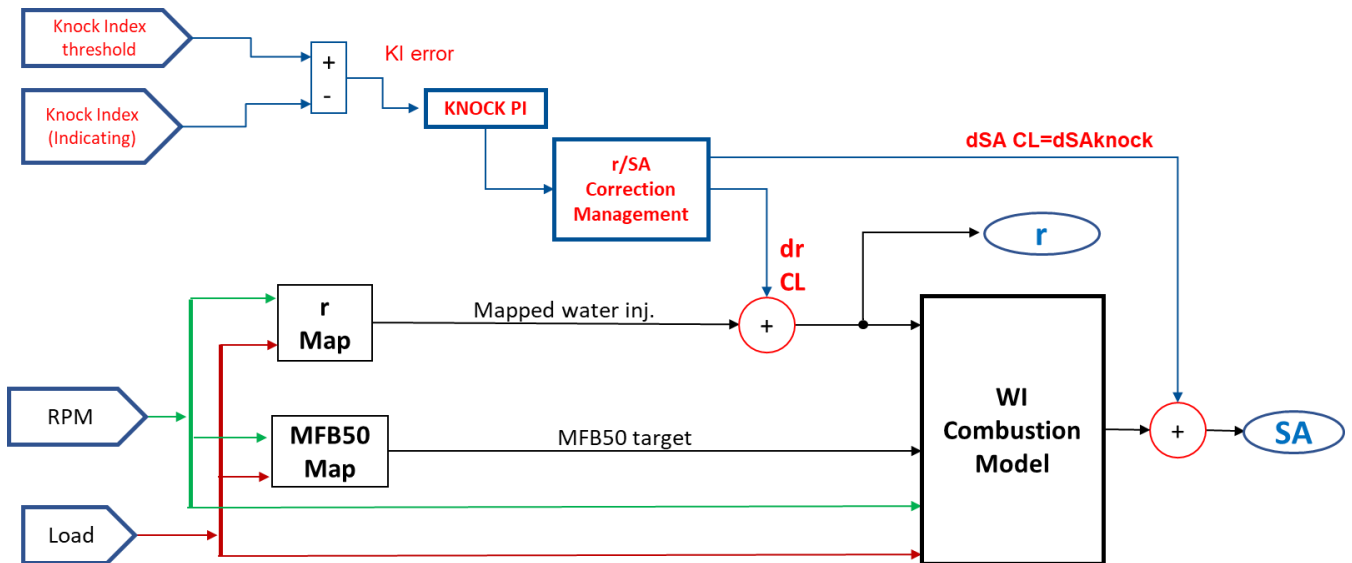 Knock Index
threshold
+
-
KI error
Knock Index
(Indicating)
KNOCK PI
r/SA
Correction
Management
dSA CL=dSAknock
r
dr
CL
r
Map
Mapped water inj.
+
RPM
MFB50
Map
MFB50 target
WI
Combustion
Model
+
SA
Load